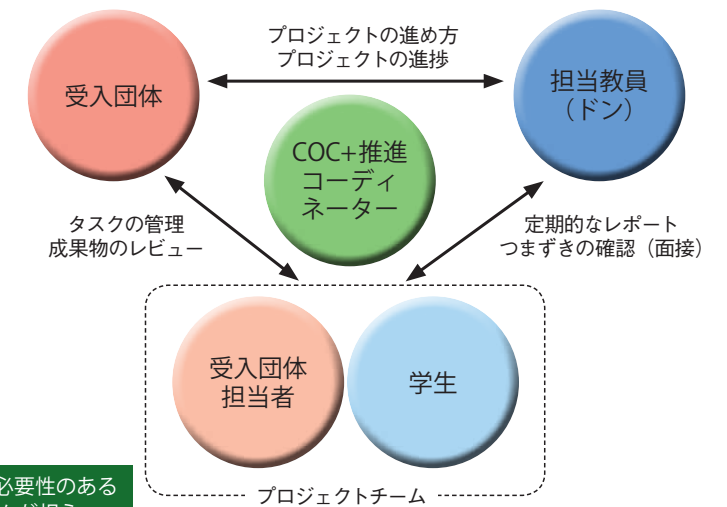 プロジェクトの進め方
プロジェクトの進捗
受入団体
担当教員
（ドン）
COC+推進
コーディ
ネーター
タスクの管理
成果物のレビュー
定期的なレポート
つまずきの確認（面接）
受入団体
担当者
学生
プロジェクトチーム
必要性のある